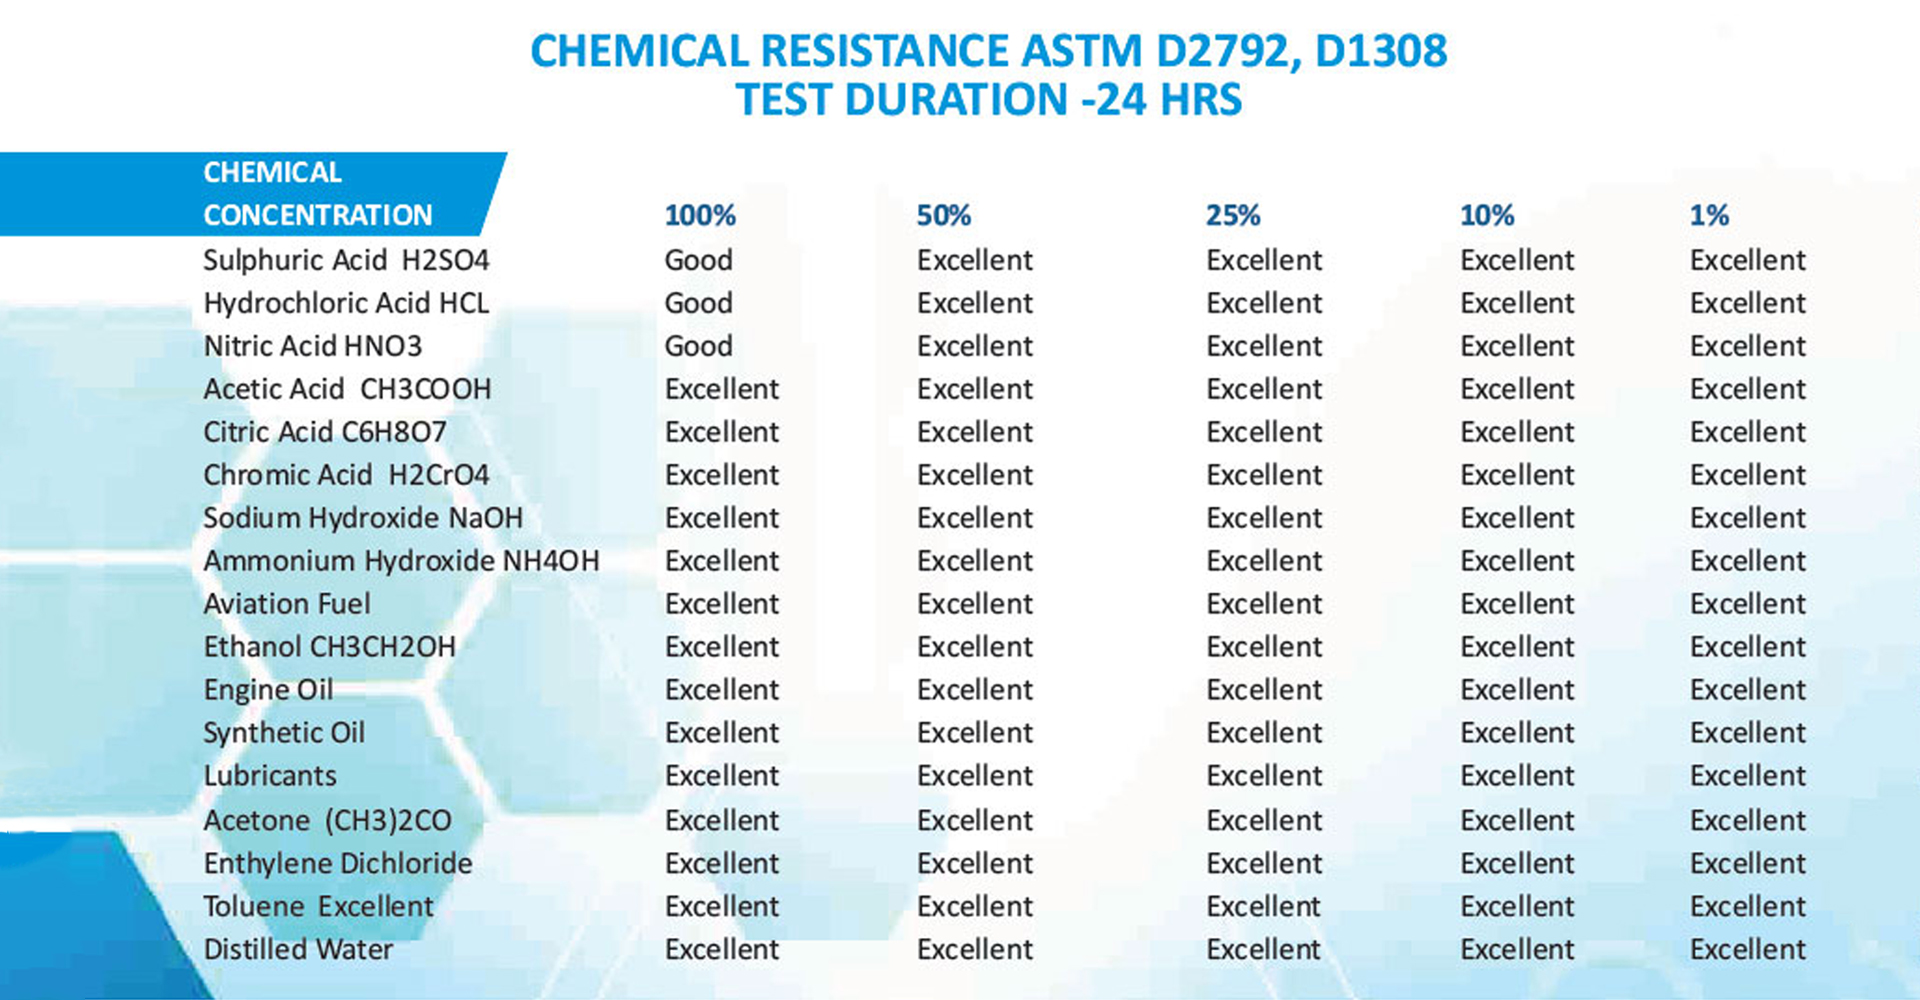 CHEMICAL RESISTANCE ASTM D2792, D1308
TEST DURATION -24 HRS
CHEMICAL
CONCENTRATION 100% 50% 25% 10% 1%
Sulphuric Acid H2SO4 Good Excellent Excellent Excellent Excellent
Hydrochloric Acid HCL Good Excellent Excellent Excellent Excellent
Nitric Acid HNO3 Good Excellent Excellent Excellent Excellent
Acetic Acid CH3COOH Excellent Excellent Excellent Excellent Excellent
Citric Acid C6H8O7 Excellent Excellent Excellent Excellent Excellent
Chromic Acid H2CrO4 Excellent Excellent Excellent Excellent Excellent
Sodium Hydroxide NaOH Excellent Excellent Excellent Excellent Excellent
Ammonium Hydroxide NH4OH Excellent Excellent Excellent Excellent Excellent
Aviation Fuel Excellent Excellent Excellent Excellent Excellent
Ethanol CH3CH2OH Excellent Excellent Excellent Excellent Excellent
Engine Oil Excellent Excellent Excellent Excellent Excellent
Synthetic Oil Excellent Excellent Excellent Excellent Excellent
Lubricants Excellent Excellent Excellent Excellent Excellent
Acetone (CH3)2CO Excellent Excellent Excellent Excellent Excellent
Enthylene Dichloride Excellent Excellent Excellent Excellent Excellent
Toluene Excellent Excellent Excellent Excellent Excellent Excellent
Distilled Water Excellent Excellent Excellent Excellent Excellent